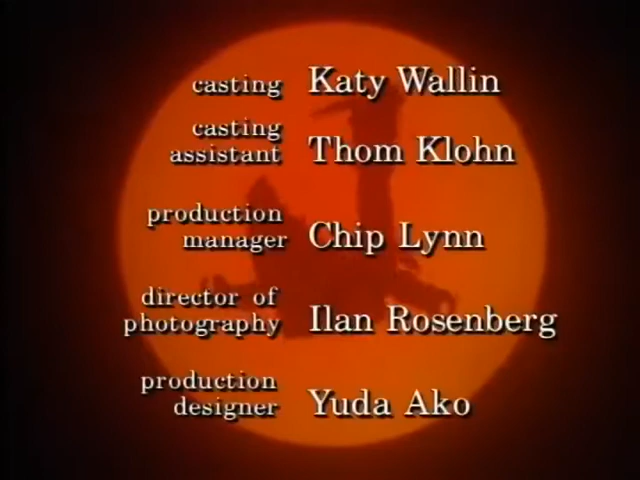 casting Katy Wallin
casting
assistant Thom Klohn
production
manager Chip Lynn
director of
photography Ilan Rosenberg
production
designer Yuda Ako